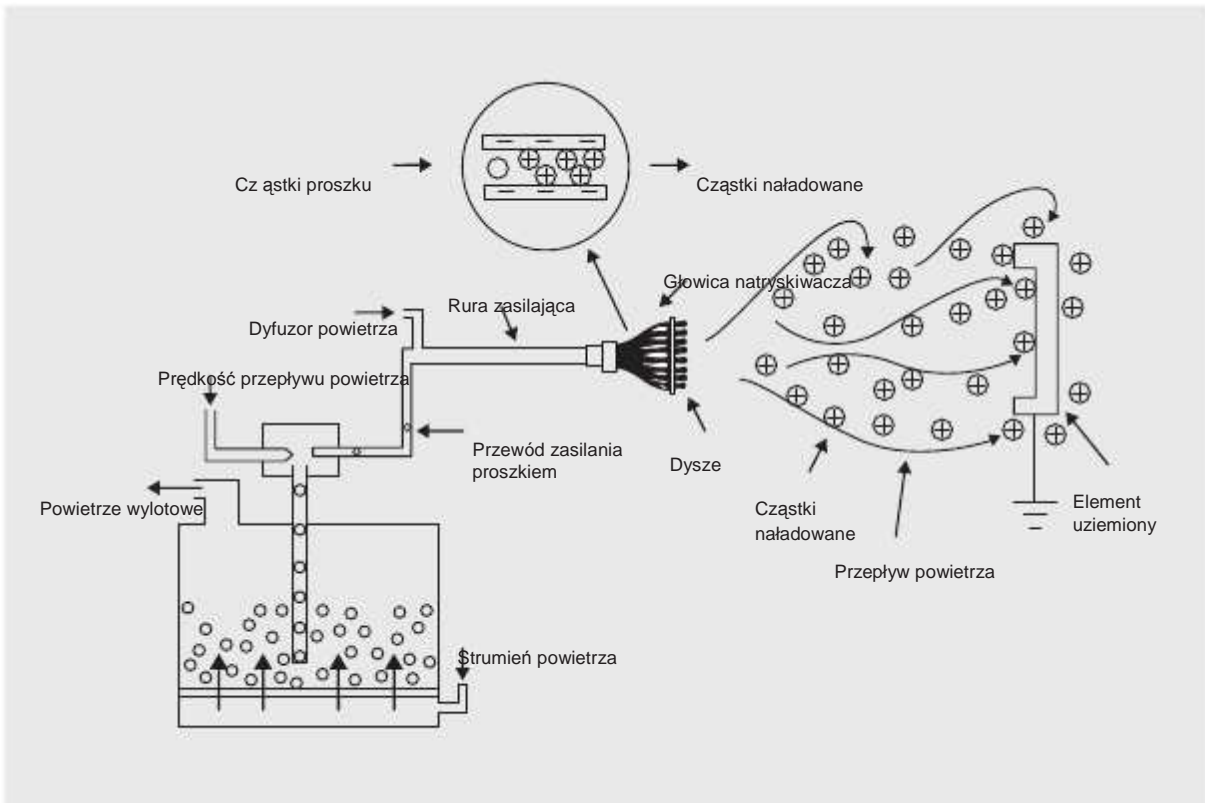 Cz ąstki proszku
Cząstki naładowane
Głowica natryskiwacza
Rura zasilająca
Dyfuzor powietrza
Prędkość przepływu powietrza
Przewód zasilania
proszkiem
Dysze
Powietrze wylotowe
Cząstki
naładowane
Element
uziemiony
Przepływ powietrza
Strumień powietrza